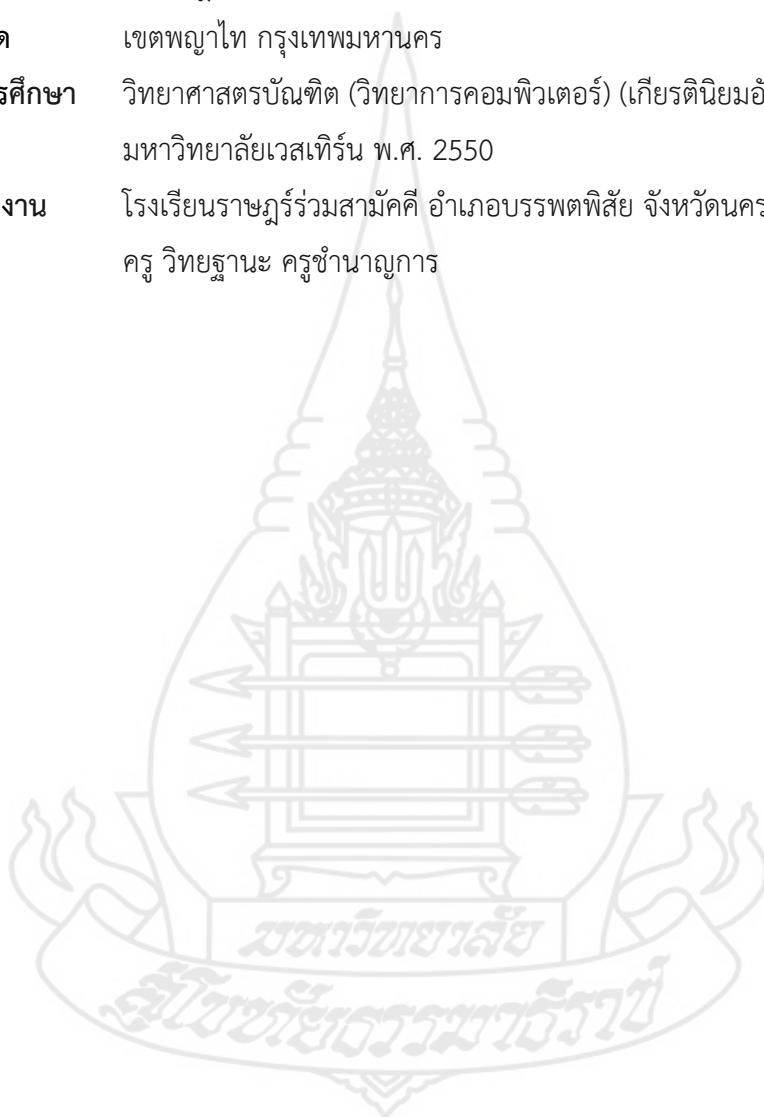 ด เขตพญาไท กรุงเทพมหานคร
รศึกษา วิทยาศาสตรบัณฑิต (วิทยาการคอมพิวเตอร์) (เกียรตินิยมอั
มหาวิทยาลัยเวสเทิร์น พ.ศ. 2550
งาน โรงเรียนราษฎร์ร่วมสามัคคี อำเภอบรรพตพิสัย จังหวัดนคร
ครู วิทยฐานะ ครูชำนาญการ
มหาวิทยาลัย
สุโขทัยธรรมาธิราช